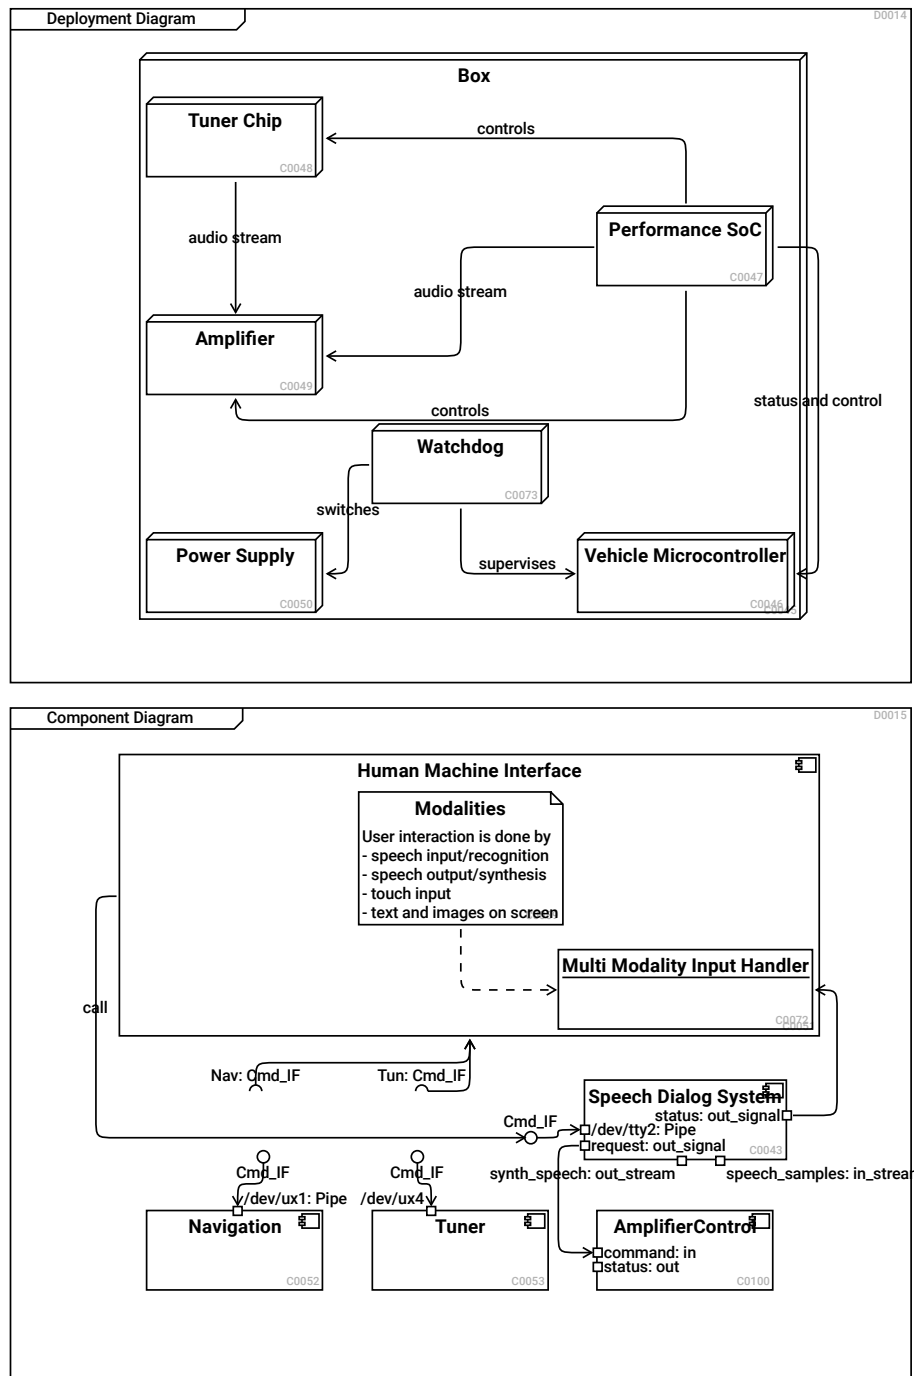 Deployment Diagram
D0014
Box
Tuner Chip
C0048
controls
Performance SoC
C0047
audio stream
audio stream
Amplifier
C0049
controls
status and control
Watchdog
C0073
switches
Power Supply
C0050
supervises
Vehicle Microcontroller
C0046
Component Diagram
D0015
Human Machine Interface
Modalities
User interaction is done by
- speech input/recognition
- speech output/synthesis
- touch input
- text and images on screen
Multi Modality Input Handler
C0072
call
Nav: Cmd_IF
Tun: Cmd_IF
Speech Dialog System
status: out_signal
Cmd_IF
/dev/tty2: Pipe
request: out_signal
C0043
synth_speech: out_stream
speech_samples: in_strear
Cmd_IF
Cmd_IF
/dev/ux1: Pipe
/dev/ux4
Navigation
C0052
Tuner
C0053
AmplifierControl
command: in
status: out
C0100